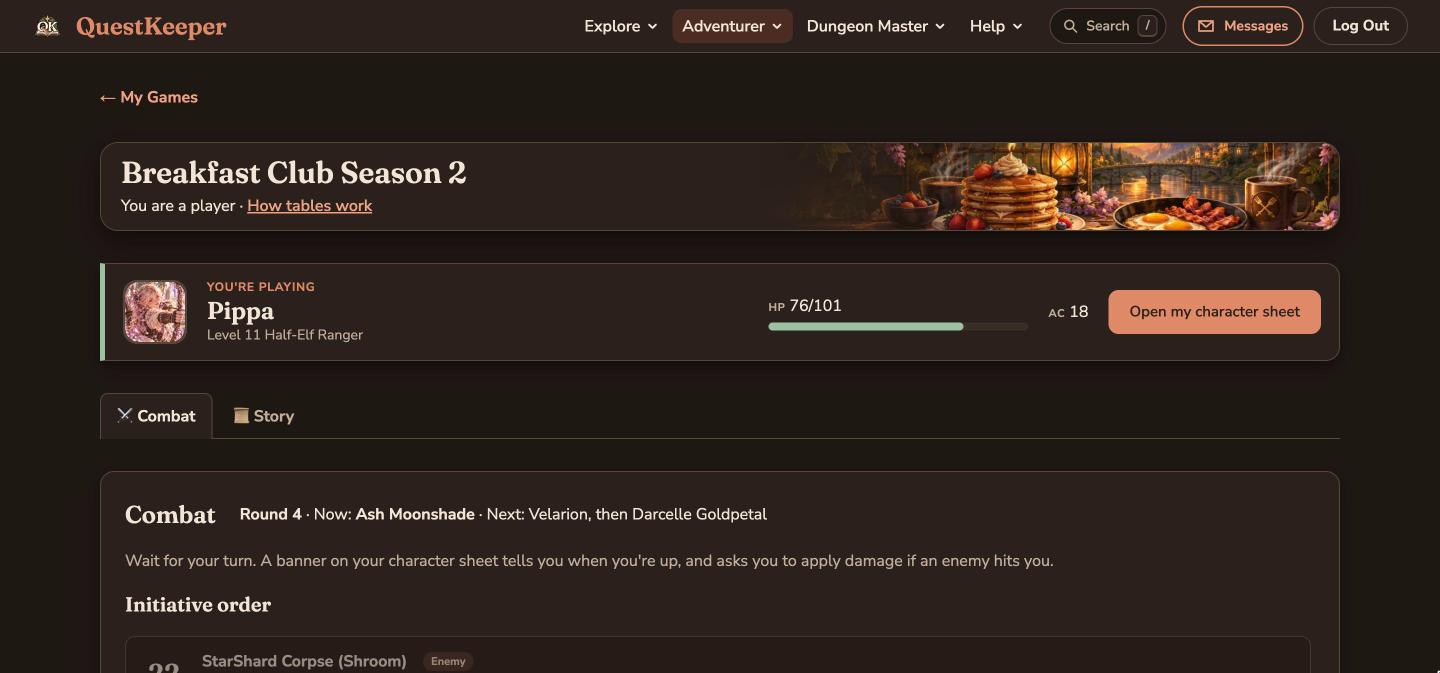 QK QuestKeeper Explore Adventurer Dungeon Master Help Search / Messages Log Out
← My Games
Breakfast Club Season 2
You are a player · How tables work
YOU'RE PLAYING
Pippa
Level 11 Half-Elf Ranger
HP 76/101
AC 18
Open my character sheet
Combat Story
Combat Round 4 · Now: Ash Moonshade · Next: Velarion, then Darcelle Goldpetal
Wait for your turn. A banner on your character sheet tells you when you're up, and asks you to apply damage if an enemy hits you.
Initiative order
StarShard Corpse (Shroom) Enemy